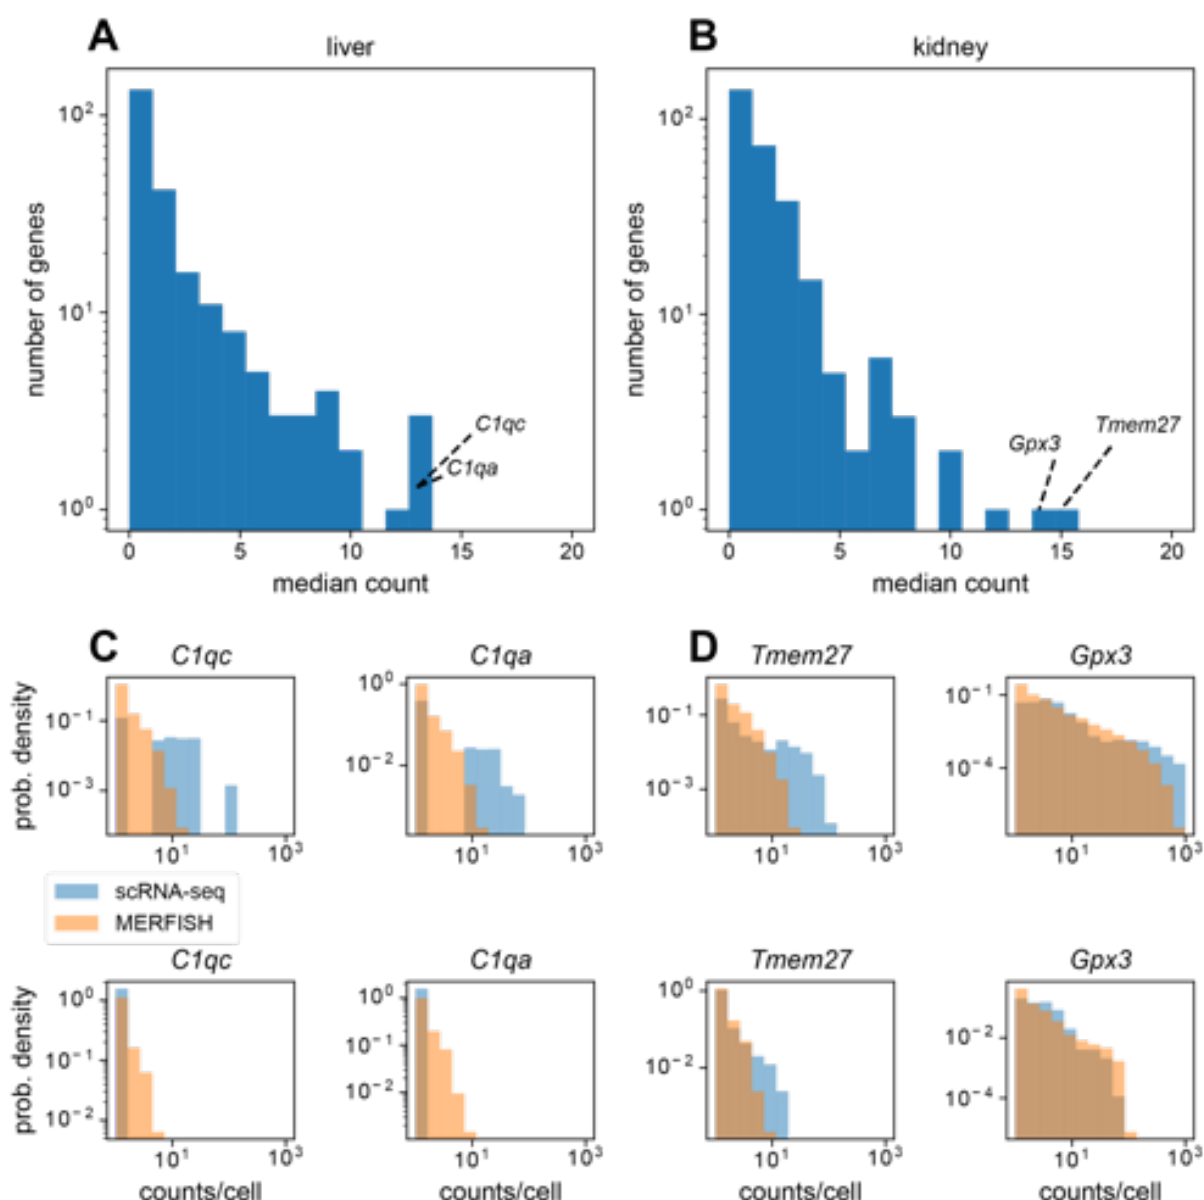 A
liver
number of genes
10²
10¹
10⁰
C1qc
C1qa
0 5 10 15 20
median count
B
kidney
number of genes
10²
10¹
10⁰
Gpx3
Tmem27
0 5 10 15 20
median count
C
C1qc
prob. density
10⁻¹
10⁻³
10¹ 10³
C1qa
10⁰
10⁻²
10¹ 10³
D
Tmem27
10⁻¹
10⁻³
10¹ 10³
Gpx3
10⁻¹
10⁻⁴
10¹ 10³
scRNA-seq
MERFISH
C1qc
prob. density
10⁰
10⁻¹
10⁻²
10¹ 10³
counts/cell
C1qa
10⁰
10⁻¹
10⁻²
10¹ 10³
counts/cell
Tmem27
10⁰
10⁻²
10¹ 10³
counts/cell
Gpx3
10⁻²
10⁻⁴
10¹ 10³
counts/cell